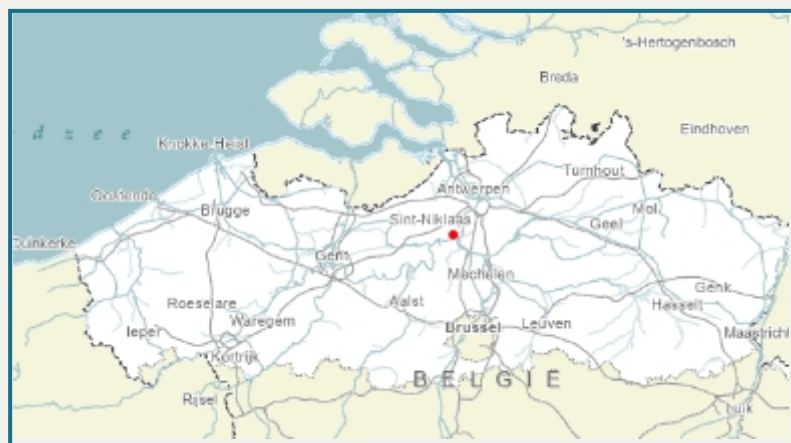 's-Hertogenbosch
Breda
dzee
Eindhoven
Knokke-Heist
Turnhout
Antwerpen
Oostende
Mol
Brugge
Sint-Niklaas
Geel
Duinkerke
Gent
Mechelen
Genk
Roeselare
Aalst
Hasselt
Waregem
Brussel
Leuven
Ieper
Maastricht
Kortrijk
BELGIË
Rijsel
Luik